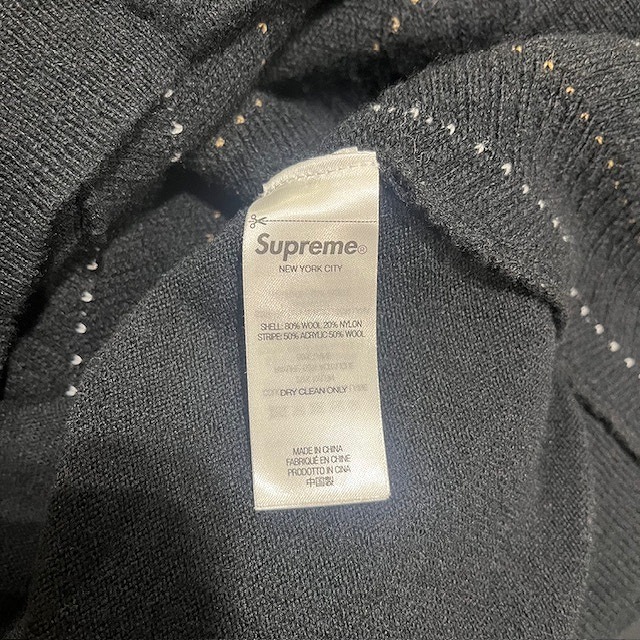 Supreme®
NEW YORK CITY
SHELL: 80% WOOL 20% NYLON
STRIPE: 50% ACRYLIC 50% WOOL
DRY CLEAN ONLY
MADE IN CHINA
FABRIQUÉ EN CHINE
PRODOTTO IN CINA
中国製